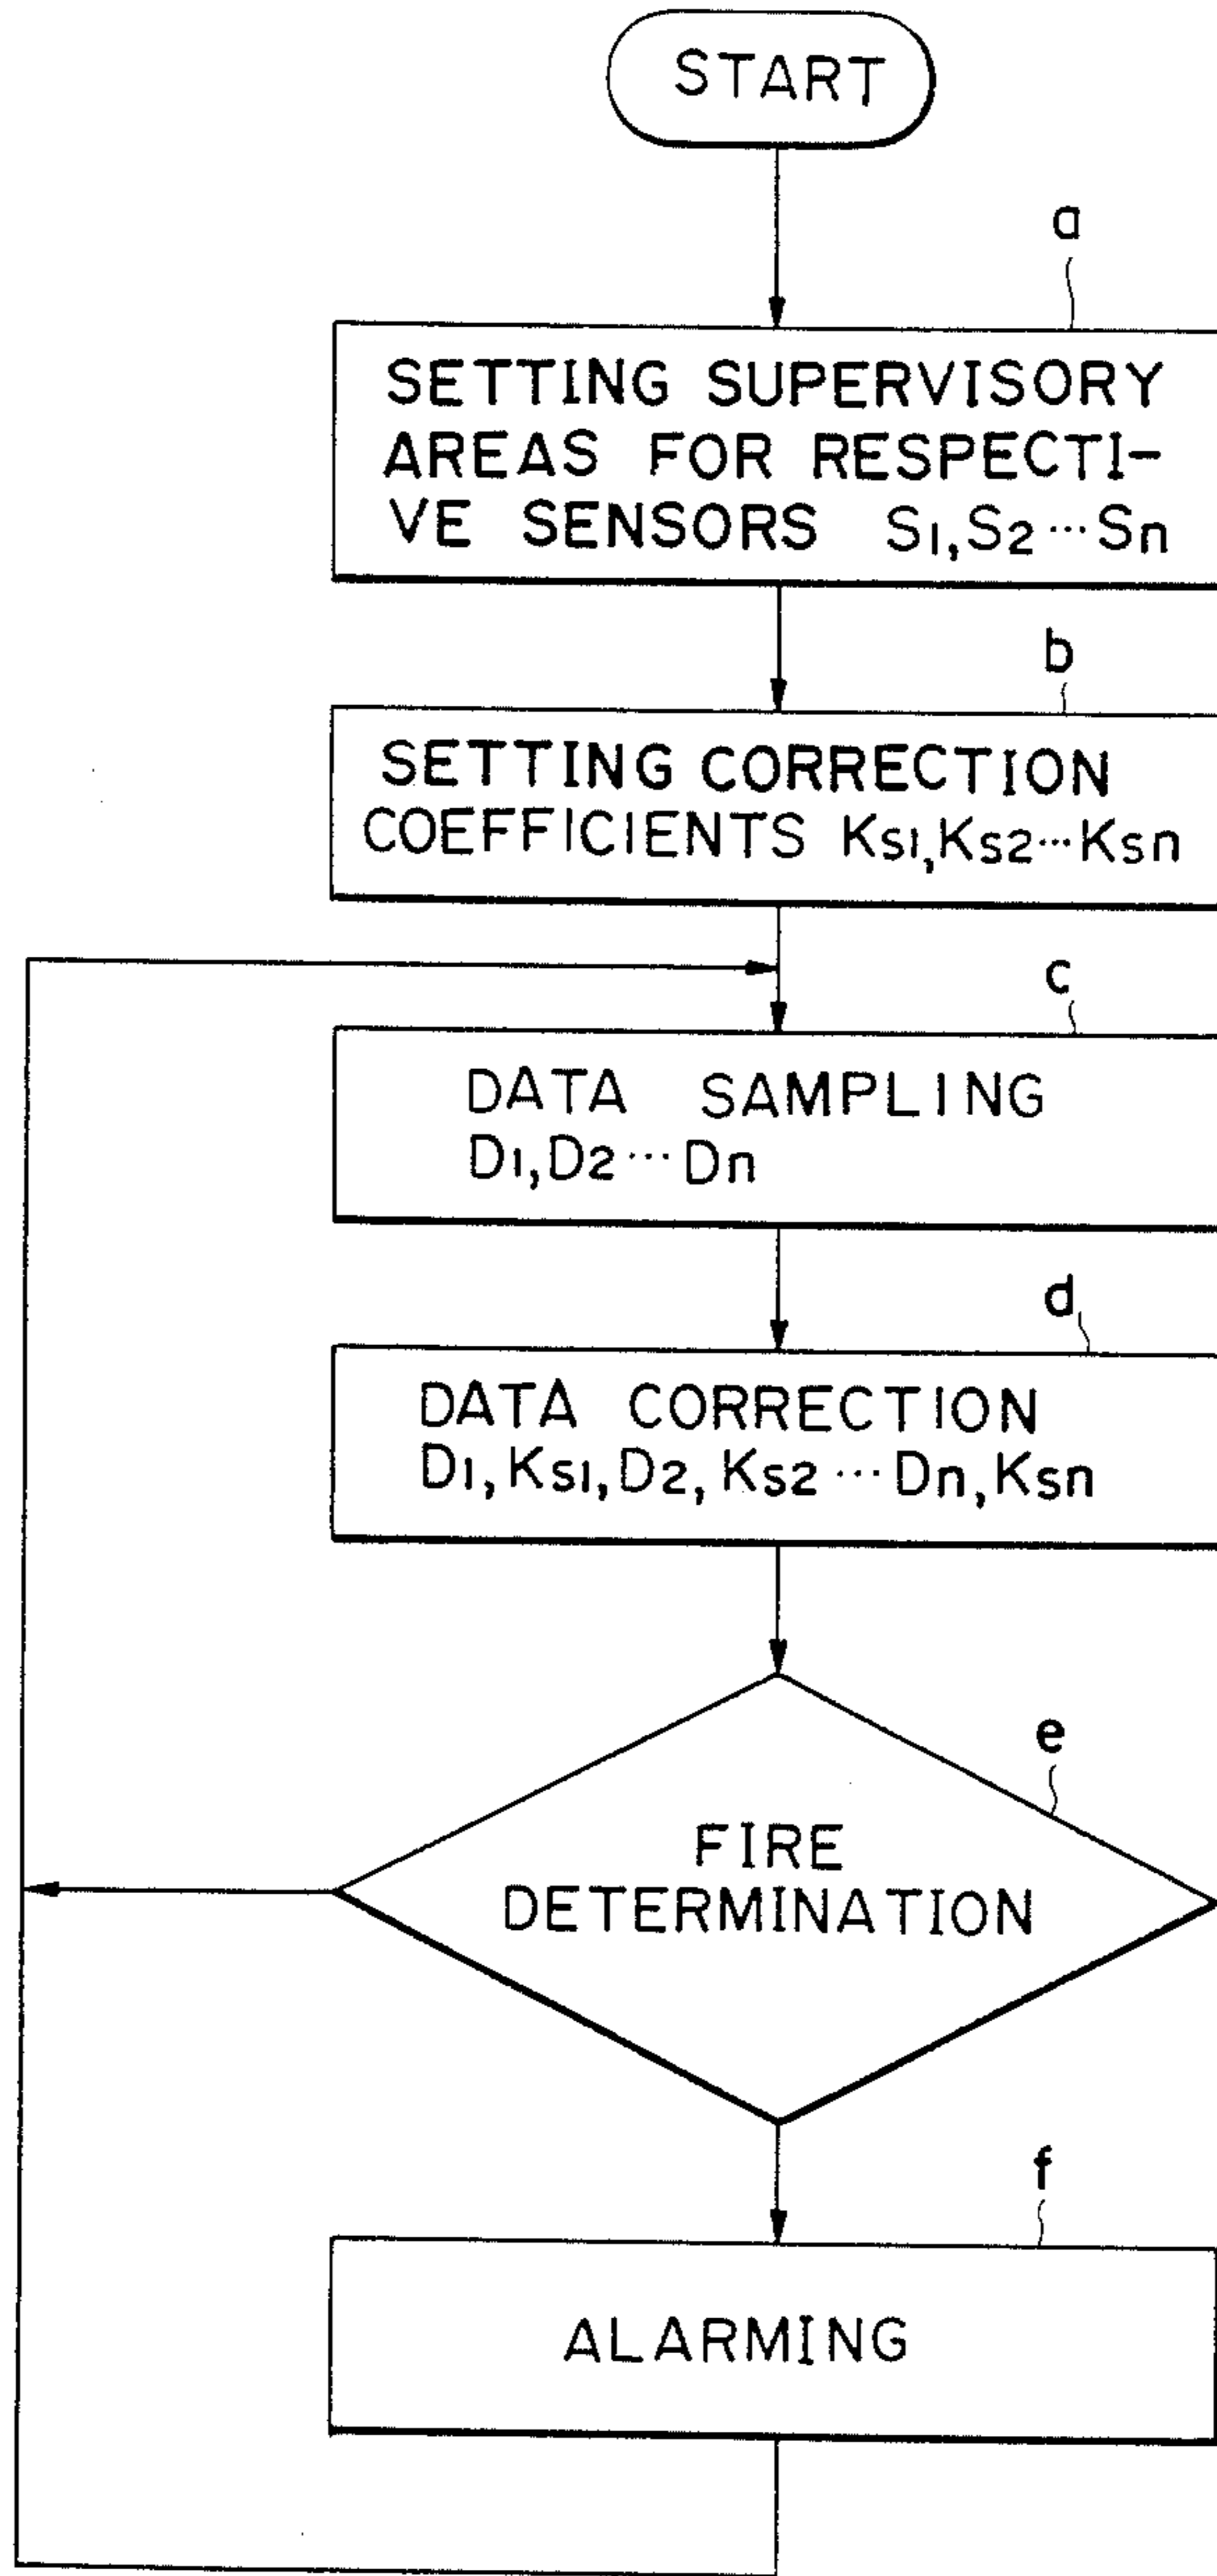 START
a
SETTING SUPERVISORY
AREAS FOR RESPECTI-
VE SENSORS S1,S2···Sn
b
SETTING CORRECTION
COEFFICIENTS Ks1,Ks2···Ksn
c
DATA SAMPLING
D1,D2···Dn
d
DATA CORRECTION
D1,Ks1,D2,Ks2···Dn,Ksn
e
FIRE
DETERMINATION
f
ALARMING